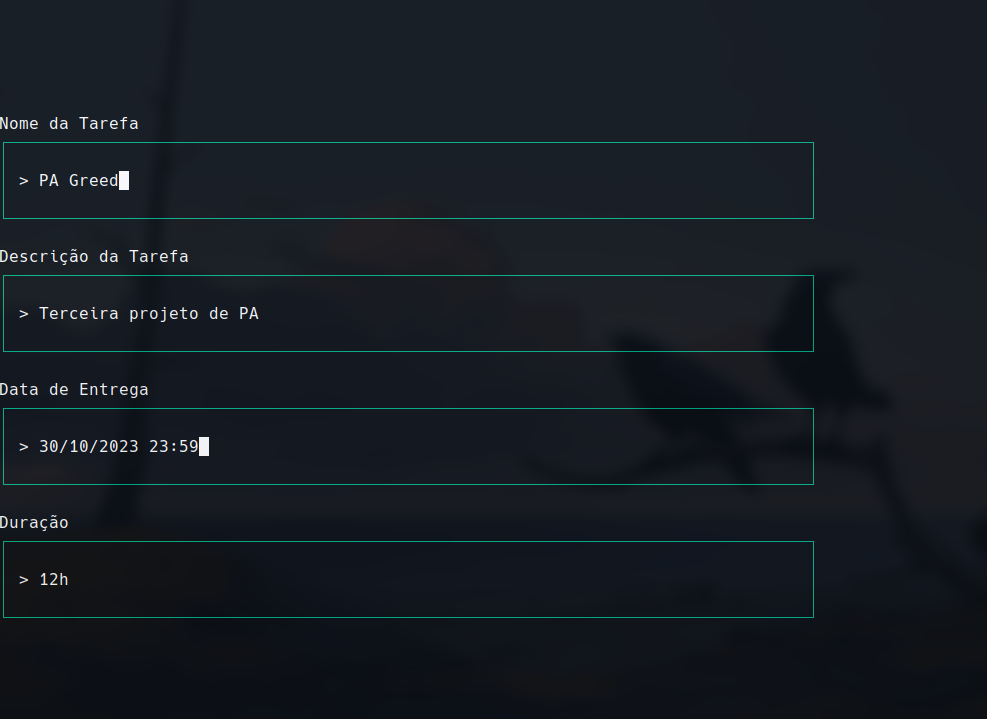 Nome da Tarefa
> PA Greed
Descrição da Tarefa
> Terceira projeto de PA
Data de Entrega
> 30/10/2023 23:59
Duração
> 12h